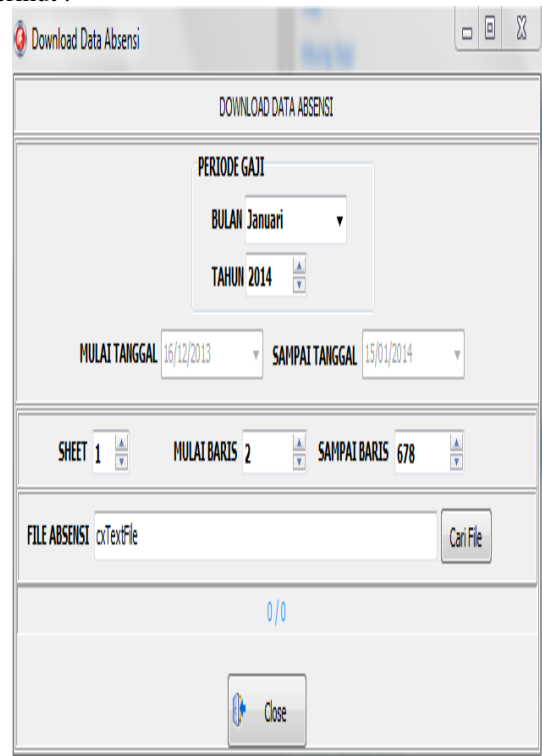 Download Data Absensi
DOWNLOAD DATA ABSENSI
PERIODE GAJI
BULAN Januari
TAHUN 2014
MULAI TANGGAL 16/12/2013 SAMPAI TANGGAL 15/01/2014
SHEET 1 MULAI BARIS 2 SAMPAI BARIS 678
FILE ABSENSI cxTextFile Cari File
0 / 0
Close